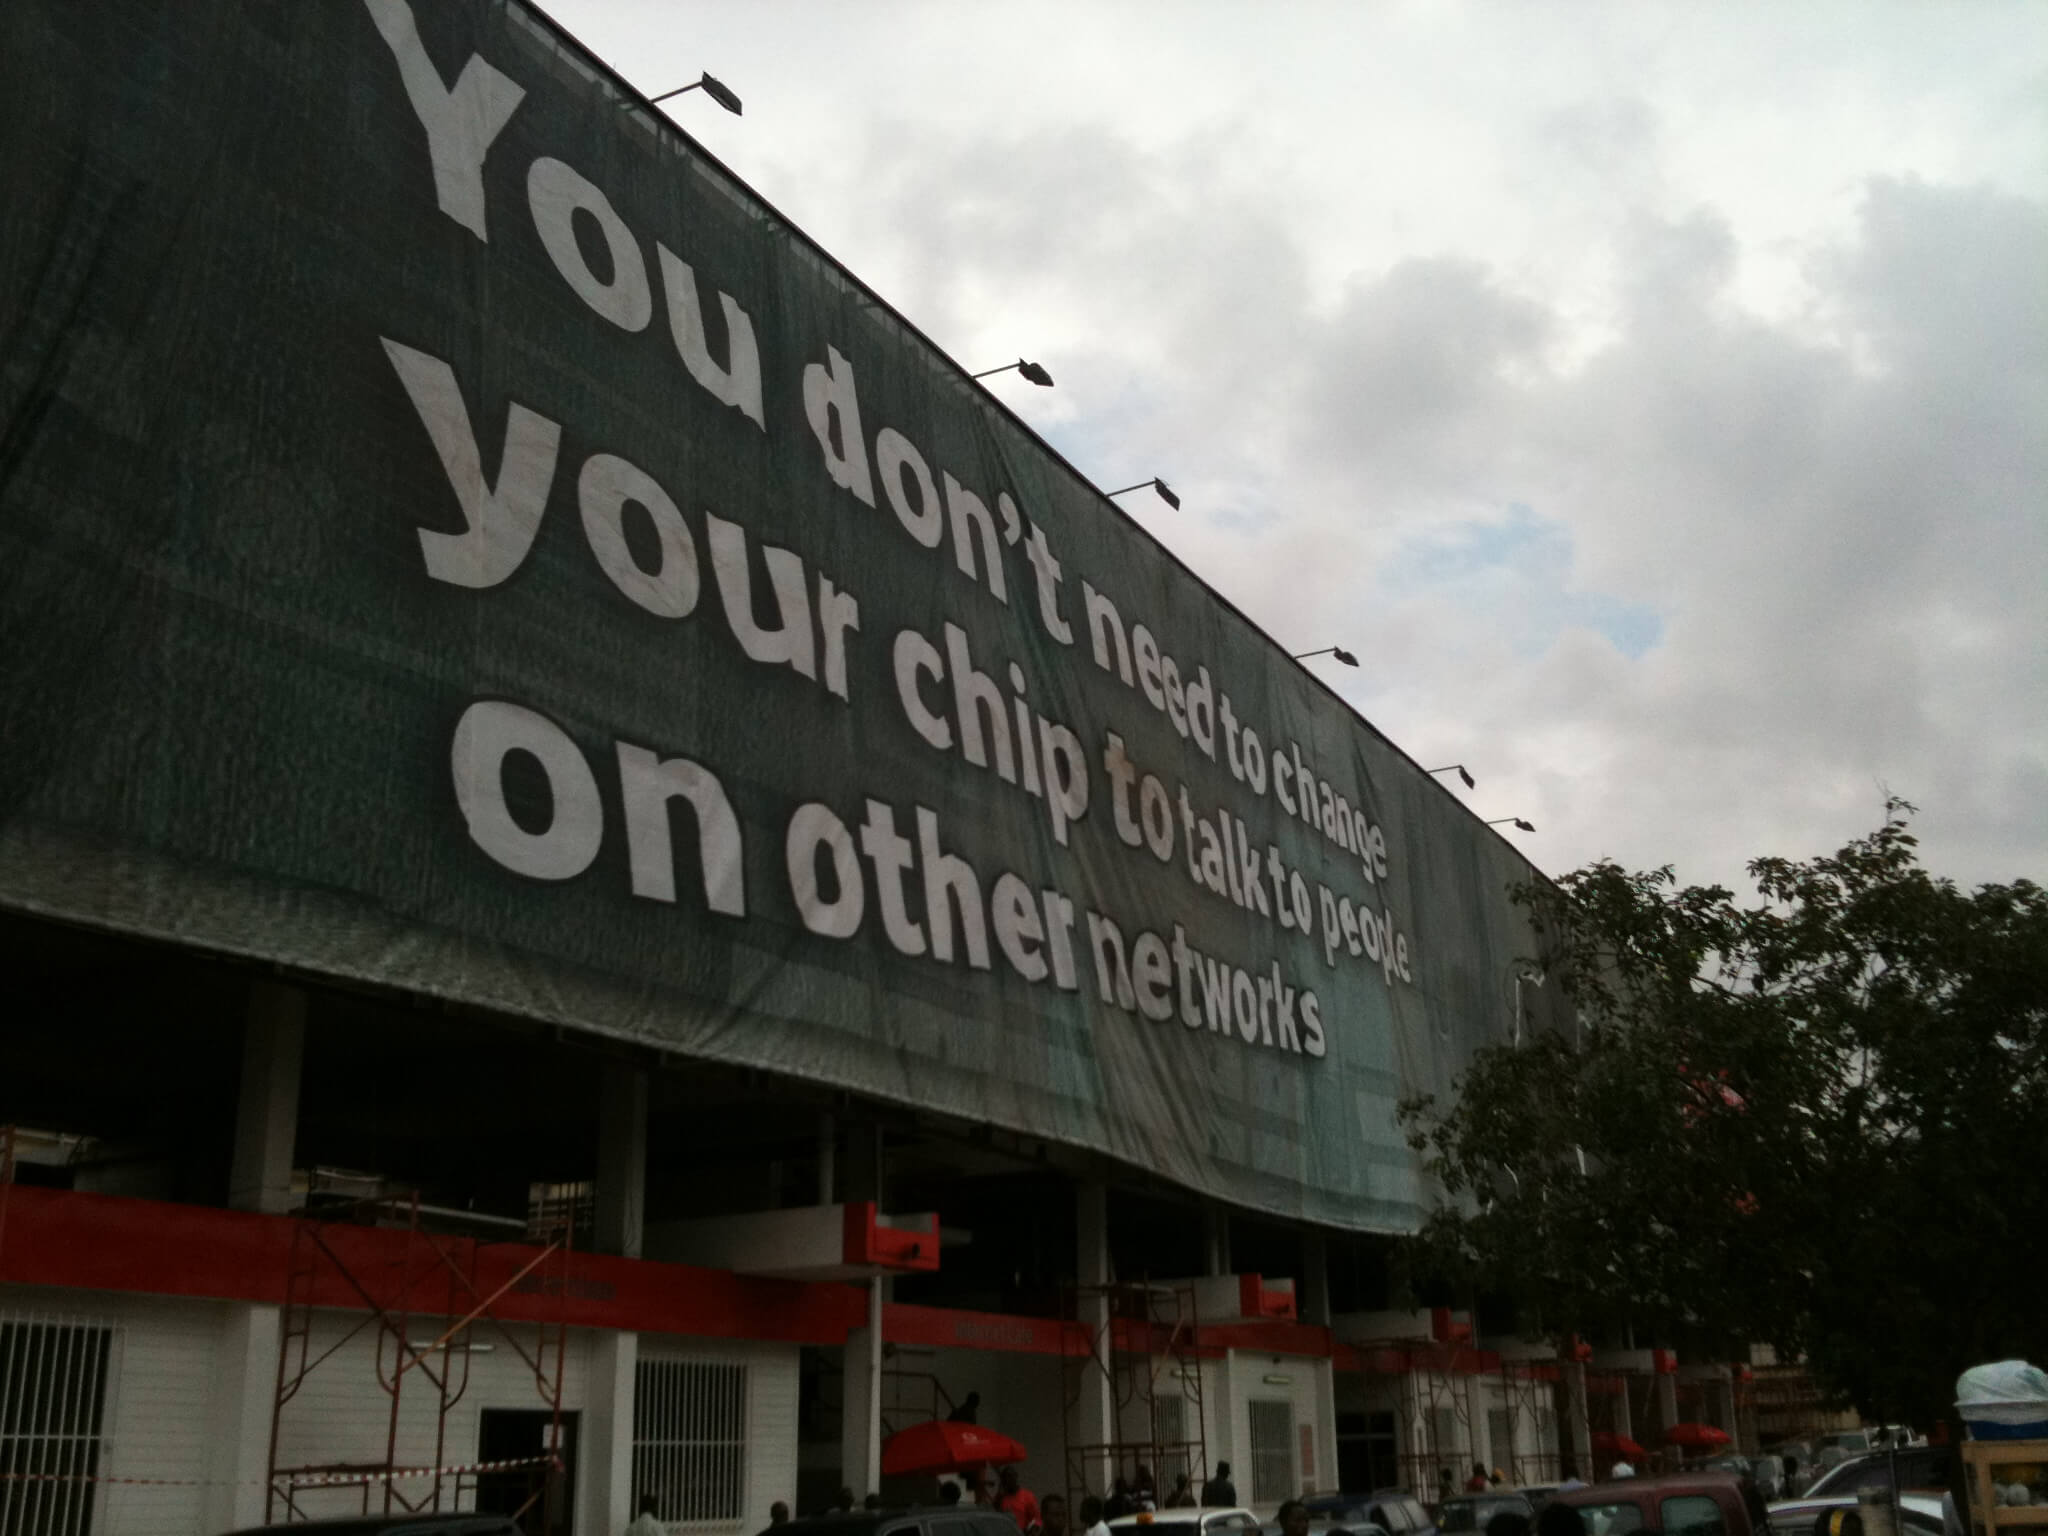 You don't need to change
your chip to talk to people
on other networks